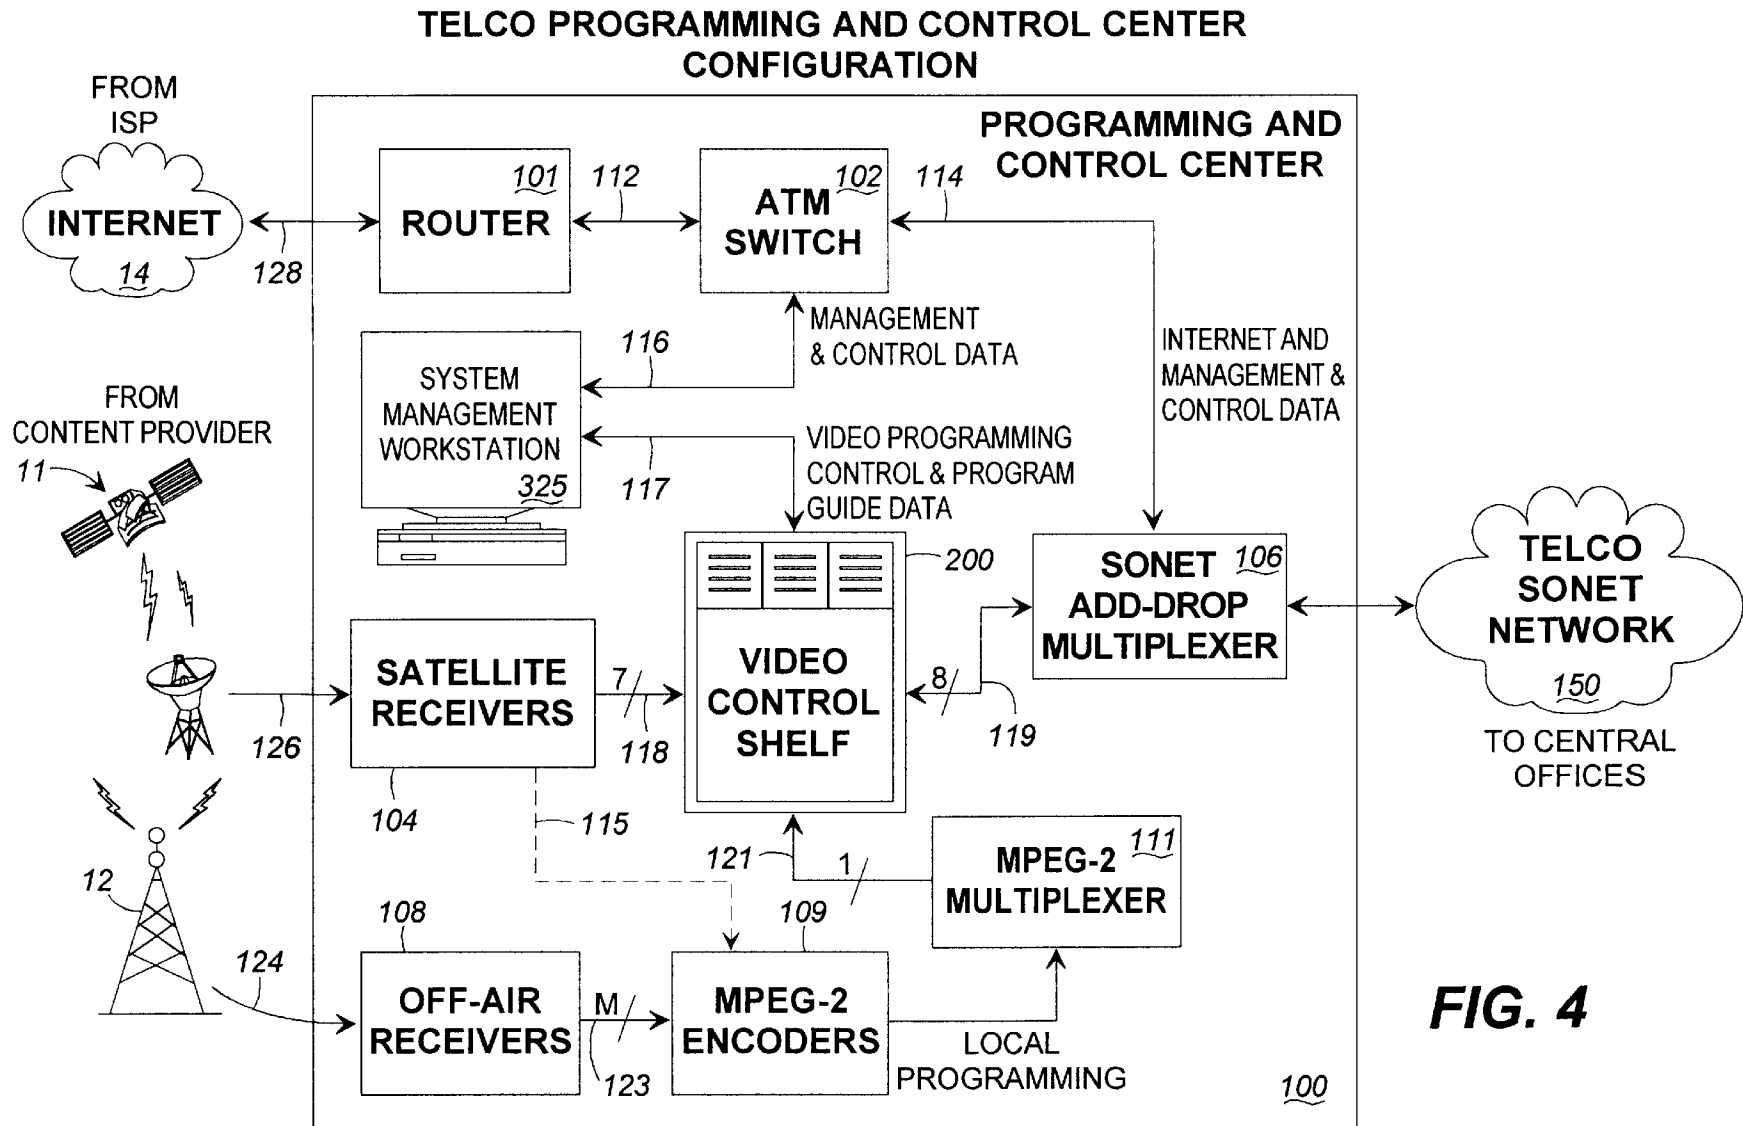 TELCO PROGRAMMING AND CONTROL CENTER
CONFIGURATION
FROM
ISP
INTERNET
14
128
PROGRAMMING AND
CONTROL CENTER
101
ROUTER
112
102
ATM
SWITCH
114
MANAGEMENT
& CONTROL DATA
INTERNET AND
MANAGEMENT &
CONTROL DATA
116
SYSTEM
MANAGEMENT
WORKSTATION
325
117
VIDEO PROGRAMMING
CONTROL & PROGRAM
GUIDE DATA
FROM
CONTENT PROVIDER
11
200
VIDEO
CONTROL
SHELF
SONET
106
ADD-DROP
MULTIPLEXER
TELCO
SONET
NETWORK
150
TO CENTRAL
OFFICES
126
SATELLITE
RECEIVERS
104
7
118
8
119
115
121
1
111
MPEG-2
MULTIPLEXER
12
124
108
OFF-AIR
RECEIVERS
M
123
109
MPEG-2
ENCODERS
LOCAL
PROGRAMMING
100
FIG. 4